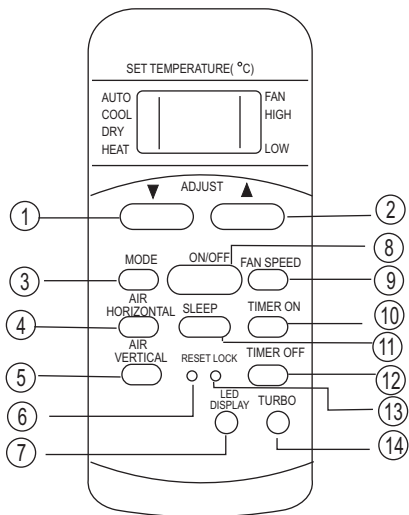 SET TEMPERATURE(°C)
AUTO
COOL
DRY
HEAT
FAN
HIGH
LOW
▼ ADJUST ▲
1
2
MODE
ON/OFF
FAN SPEED
8
3
9
AIR
HORIZONTAL
SLEEP
TIMER ON
4
10
AIR
VERTICAL
RESET LOCK
TIMER OFF
11
5
12
6
LED
DISPLAY
TURBO
13
7
14